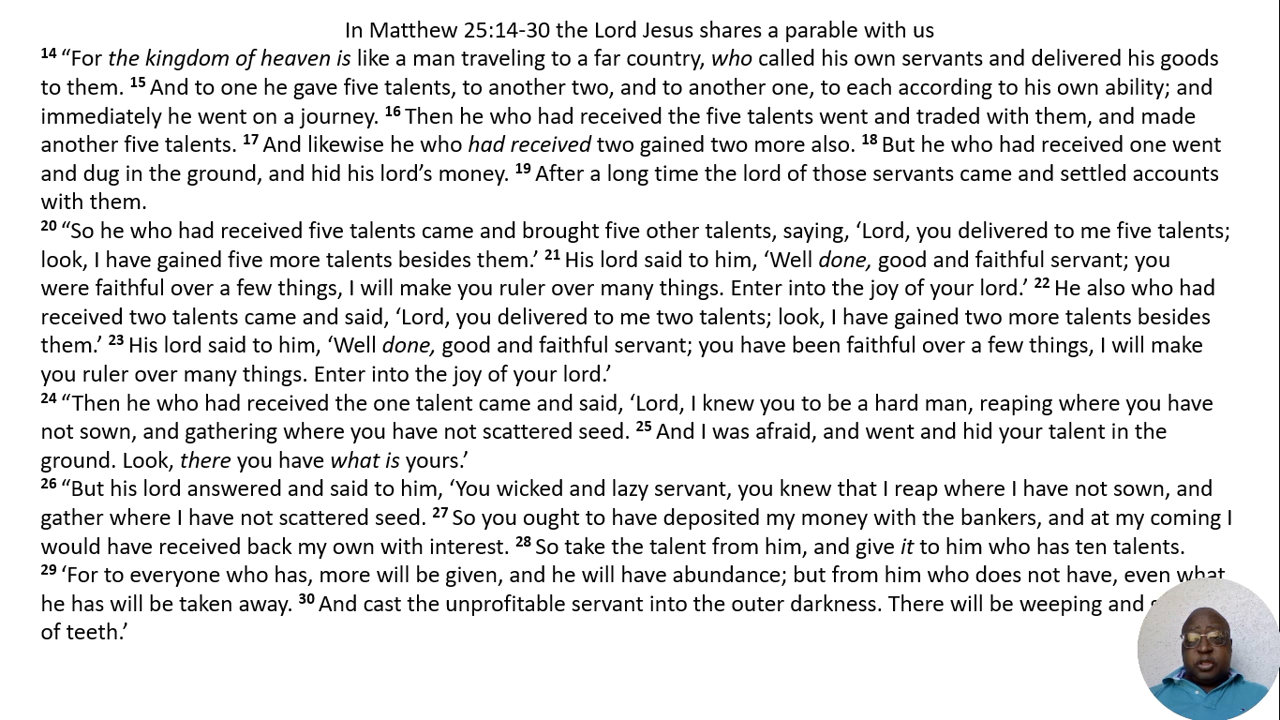 In Matthew 25:14-30 the Lord Jesus shares a parable with us
14 “For the kingdom of heaven is like a man traveling to a far country, who called his own servants and delivered his goods
to them. 15 And to one he gave five talents, to another two, and to another one, to each according to his own ability; and
immediately he went on a journey. 16 Then he who had received the five talents went and traded with them, and made
another five talents. 17 And likewise he who had received two gained two more also. 18 But he who had received one went
and dug in the ground, and hid his lord’s money. 19 After a long time the lord of those servants came and settled accounts
with them.
20 “So he who had received five talents came and brought five other talents, saying, ‘Lord, you delivered to me five talents;
look, I have gained five more talents besides them.’ 21 His lord said to him, ‘Well done, good and faithful servant; you
were faithful over a few things, I will make you ruler over many things. Enter into the joy of your lord.’ 22 He also who had
received two talents came and said, ‘Lord, you delivered to me two talents; look, I have gained two more talents besides
them.’ 23 His lord said to him, ‘Well done, good and faithful servant; you have been faithful over a few things, I will make
you ruler over many things. Enter into the joy of your lord.’
24 “Then he who had received the one talent came and said, ‘Lord, I knew you to be a hard man, reaping where you have
not sown, and gathering where you have not scattered seed. 25 And I was afraid, and went and hid your talent in the
ground. Look, there you have what is yours.’
26 “But his lord answered and said to him, ‘You wicked and lazy servant, you knew that I reap where I have not sown, and
gather where I have not scattered seed. 27 So you ought to have deposited my money with the bankers, and at my coming I
would have received back my own with interest. 28 So take the talent from him, and give it to him who has ten talents.
29 ‘For to everyone who has, more will be given, and he will have abundance; but from him who does not have, even what
he has will be taken away. 30 And cast the unprofitable servant into the outer darkness. There will be weeping and
of teeth.’